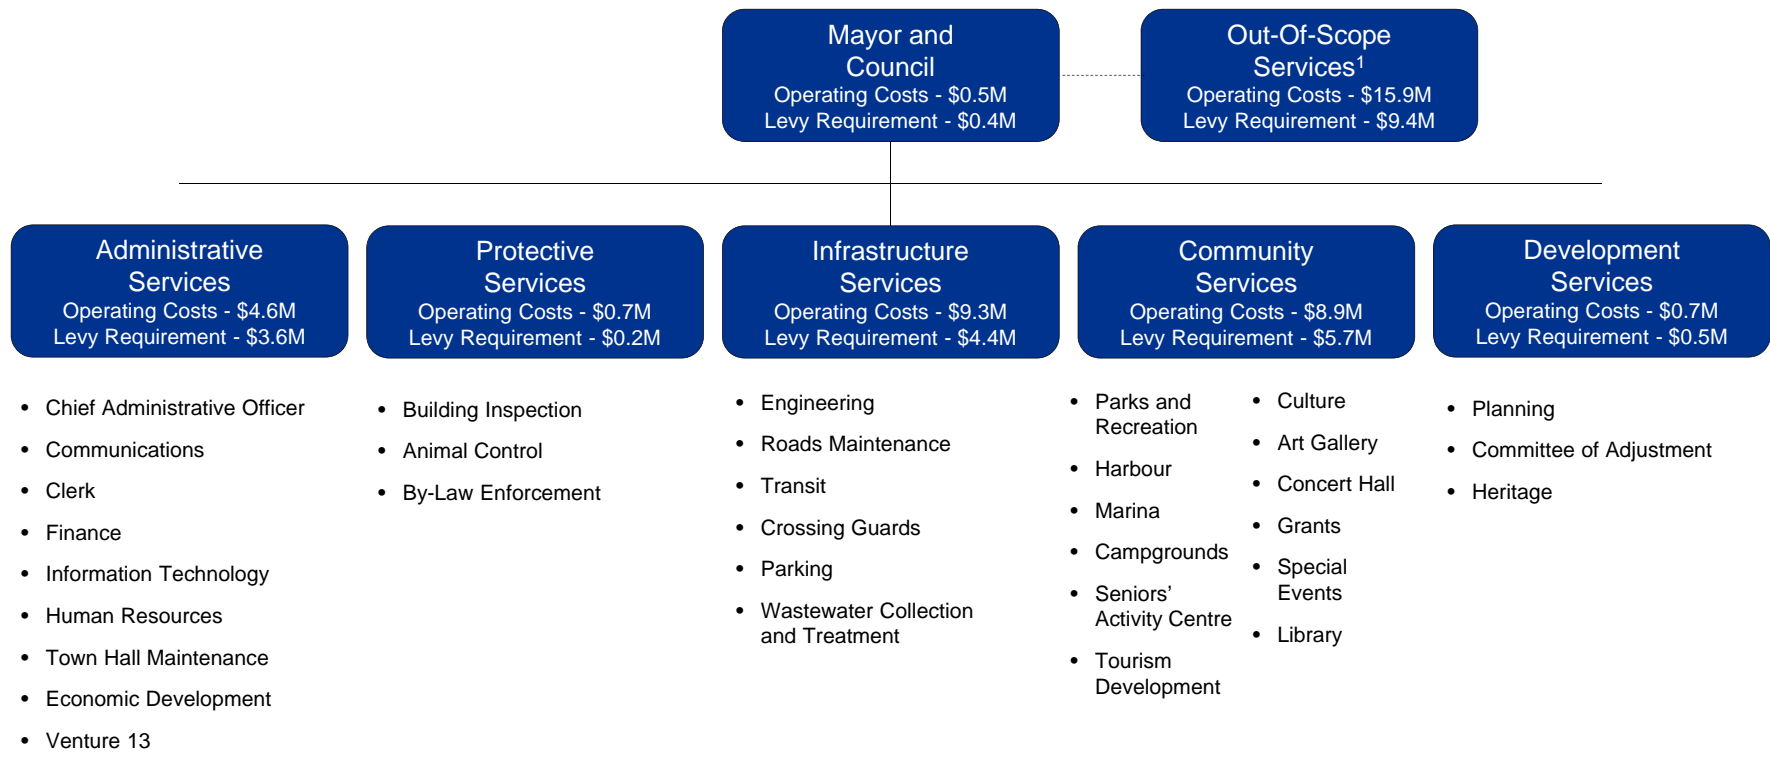 Mayor and
Council
Operating Costs - $0.5M
Levy Requirement - $0.4M
Out-Of-Scope
Services¹
Operating Costs - $15.9M
Levy Requirement - $9.4M
Administrative
Services
Operating Costs - $4.6M
Levy Requirement - $3.6M
Protective
Services
Operating Costs - $0.7M
Levy Requirement - $0.2M
Infrastructure
Services
Operating Costs - $9.3M
Levy Requirement - $4.4M
Community
Services
Operating Costs - $8.9M
Levy Requirement - $5.7M
Development
Services
Operating Costs - $0.7M
Levy Requirement - $0.5M
• Chief Administrative Officer
• Communications
• Clerk
• Finance
• Information Technology
• Human Resources
• Town Hall Maintenance
• Economic Development
• Venture 13
• Building Inspection
• Animal Control
• By-Law Enforcement
• Engineering
• Roads Maintenance
• Transit
• Crossing Guards
• Parking
• Wastewater Collection
and Treatment
• Parks and
Recreation
• Harbour
• Marina
• Campgrounds
• Seniors’
Activity Centre
• Tourism
Development
• Culture
• Art Gallery
• Concert Hall
• Grants
• Special
Events
• Library
• Planning
• Committee of Adjustment
• Heritage